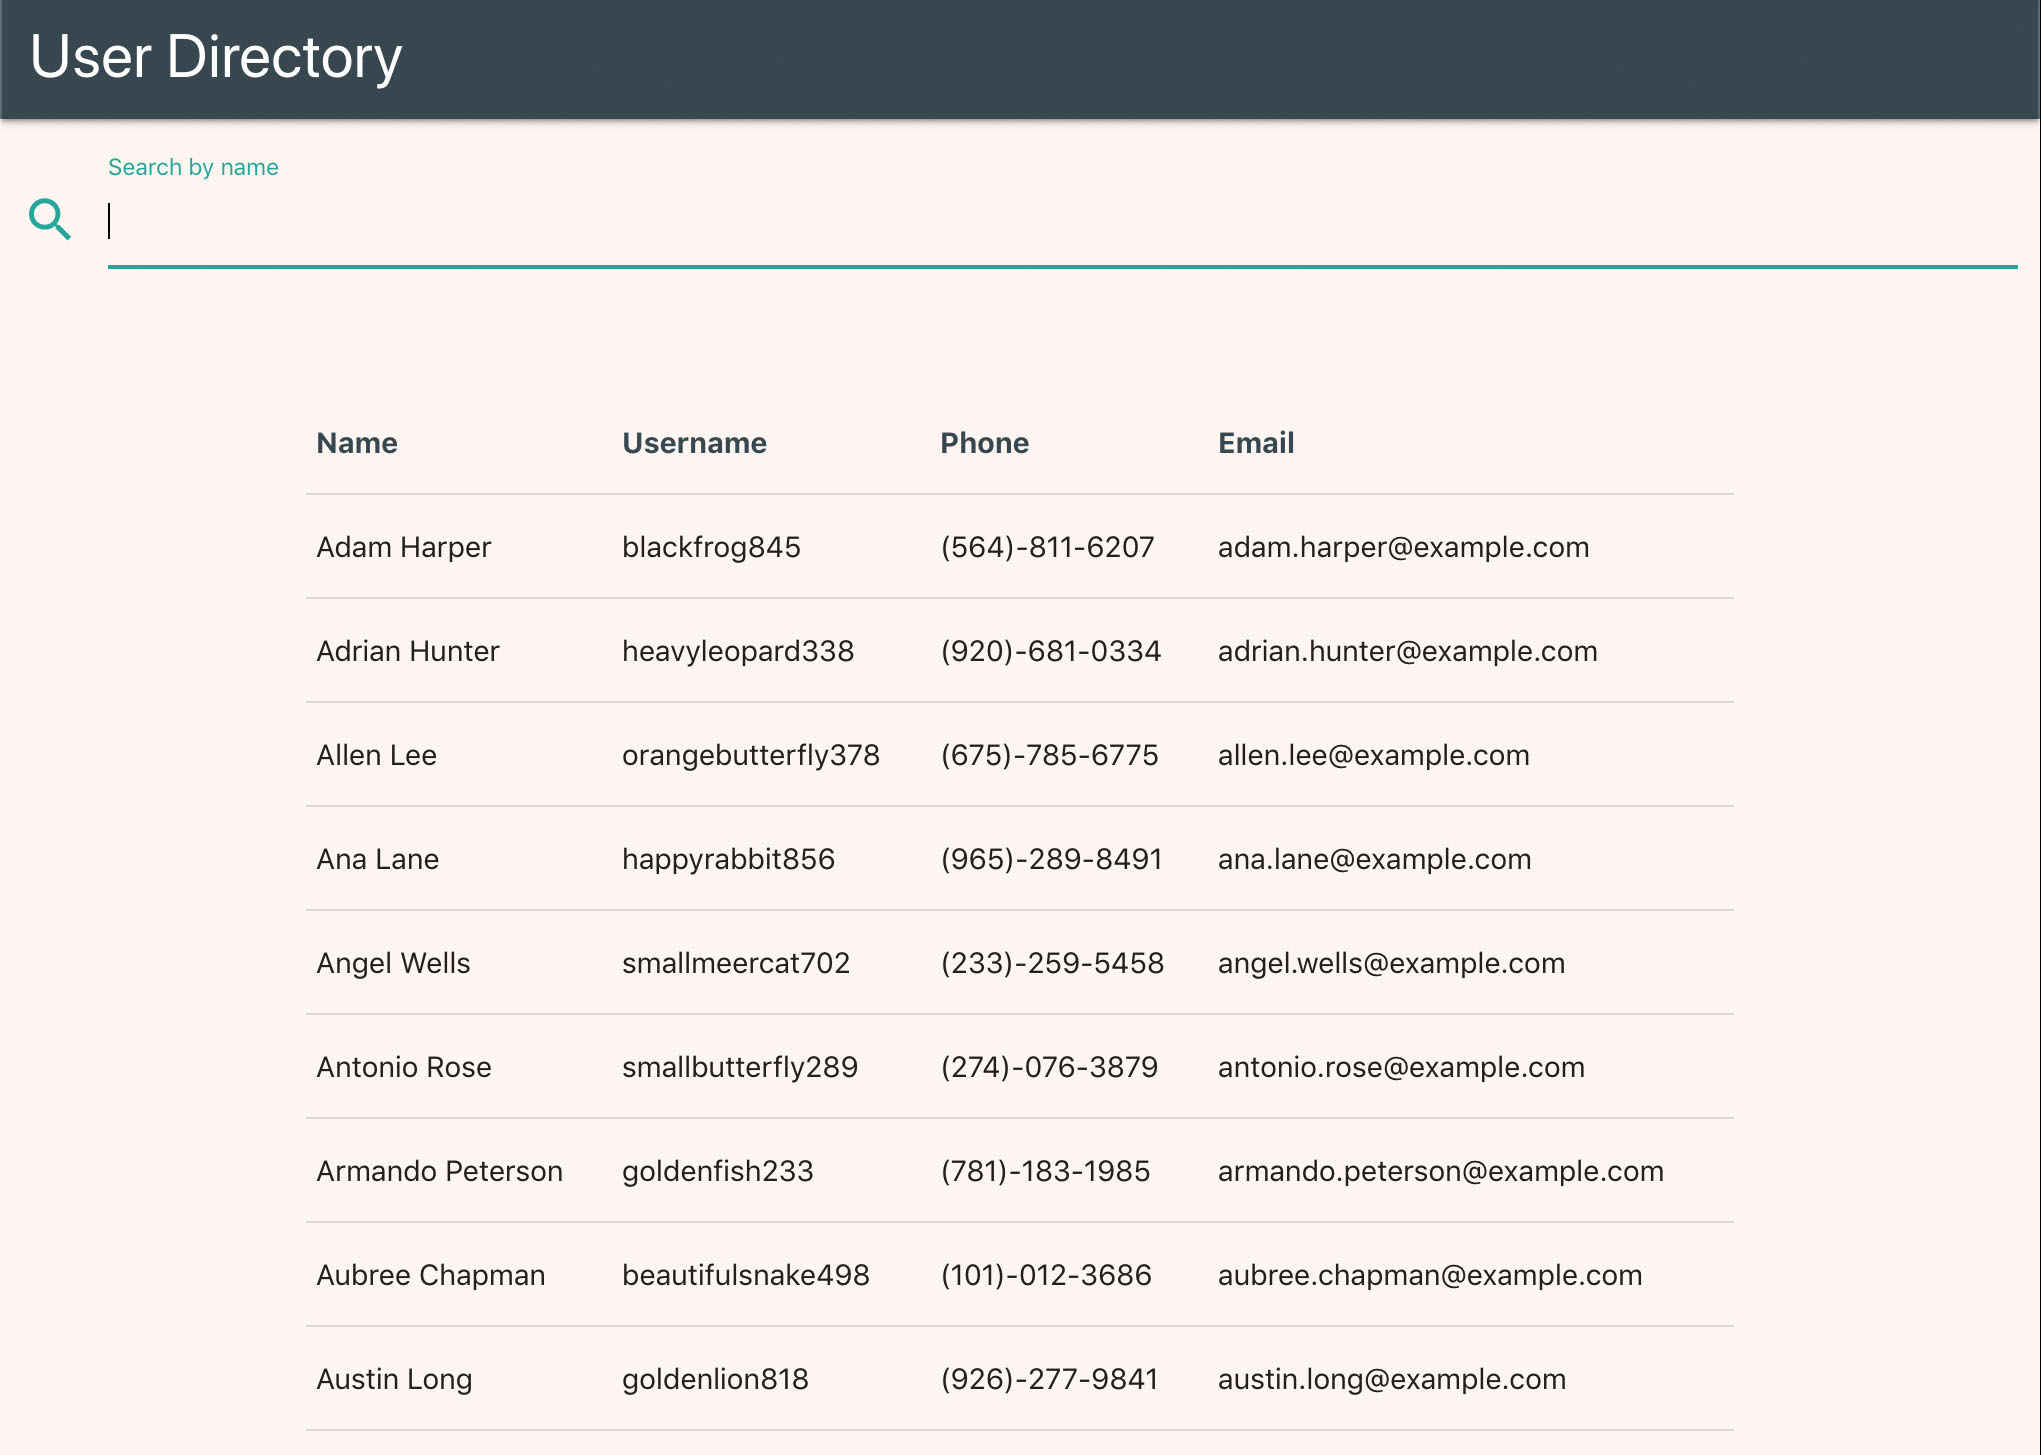 User Directory
Search by name
Name Username Phone Email
Adam Harper blackfrog845 (564)-811-6207 adam.harper@example.com
Adrian Hunter heavyleopard338 (920)-681-0334 adrian.hunter@example.com
Allen Lee orangebutterfly378 (675)-785-6775 allen.lee@example.com
Ana Lane happyrabbit856 (965)-289-8491 ana.lane@example.com
Angel Wells smallmeercat702 (233)-259-5458 angel.wells@example.com
Antonio Rose smallbutterfly289 (274)-076-3879 antonio.rose@example.com
Armando Peterson goldenfish233 (781)-183-1985 armando.peterson@example.com
Aubree Chapman beautifulsnake498 (101)-012-3686 aubree.chapman@example.com
Austin Long goldenlion818 (926)-277-9841 austin.long@example.com